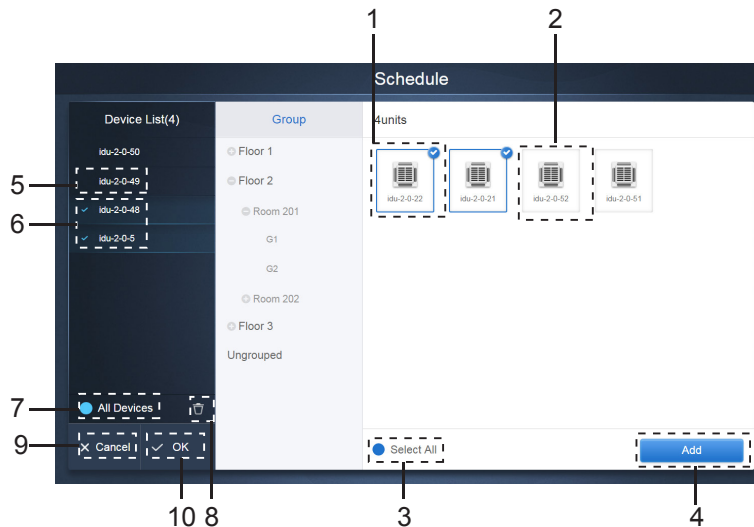 1
2
Schedule
Device List(4)
Group
4units
idu-2-0-50
idu-2-0-49
idu-2-0-48
idu-2-0-5
Floor 1
Floor 2
Room 201
G1
G2
Room 202
Floor 3
Ungrouped
idu-2-0-22
idu-2-0-21
idu-2-0-52
idu-2-0-51
5
6
7
All Devices
9
Cancel
OK
Select All
Add
10
8
3
4